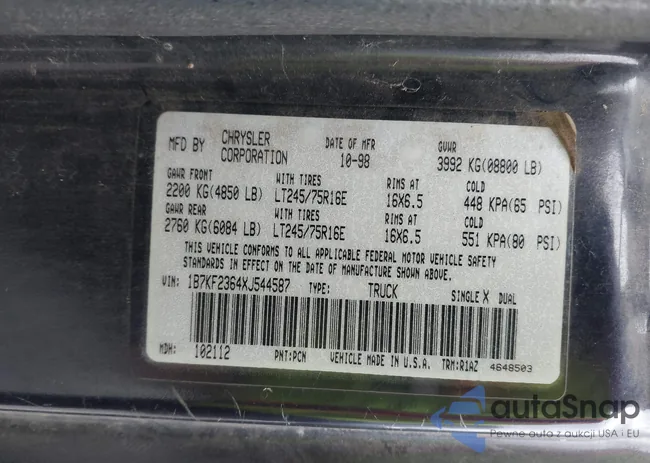 MFD BY CHRYSLER CORPORATION DATE OF MFR 10-98 GVWR 3992 KG(08800 LB)
GAWR FRONT WITH TIRES RIMS AT COLD
2200 KG(4850 LB) LT245/75R16E 16X6.5 448 KPA(65 PSI)
GAWR REAR WITH TIRES RIMS AT COLD
2760 KG(6084 LB) LT245/75R16E 16X6.5 551 KPA(80 PSI)
THIS VEHICLE CONFORMS TO ALL APPLICABLE FEDERAL MOTOR VEHICLE SAFETY
STANDARDS IN EFFECT ON THE DATE OF MANUFACTURE SHOWN ABOVE.
VIN: 1B7KF2364XJ544587 TYPE: TRUCK SINGLE X DUAL
MDH: 102112 PNT:PCN VEHICLE MADE IN U.S.A. TRM:R1AZ 4648503
autaSnap
Pewne auta z aukcji USA i EU